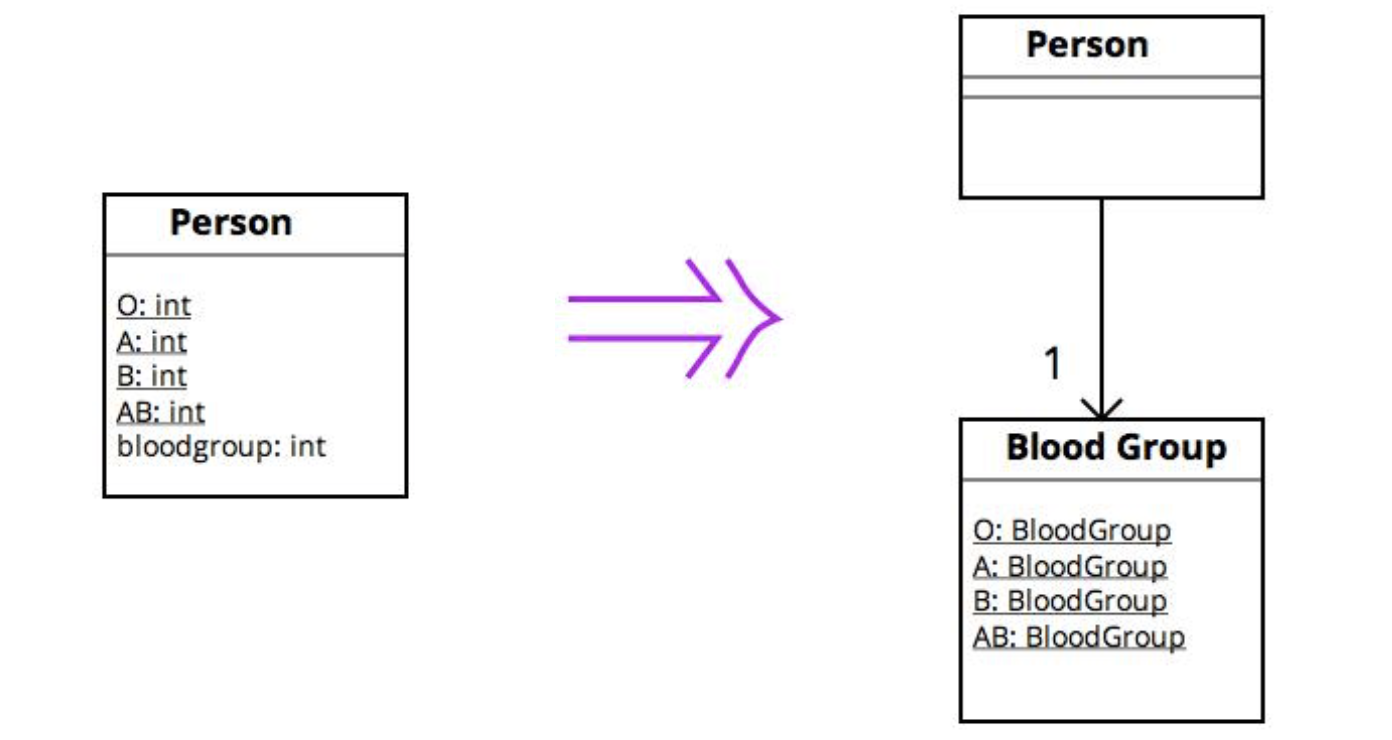 Person
O: int
A: int
B: int
AB: int
bloodgroup: int
Person
1
Blood Group
O: BloodGroup
A: BloodGroup
B: BloodGroup
AB: BloodGroup